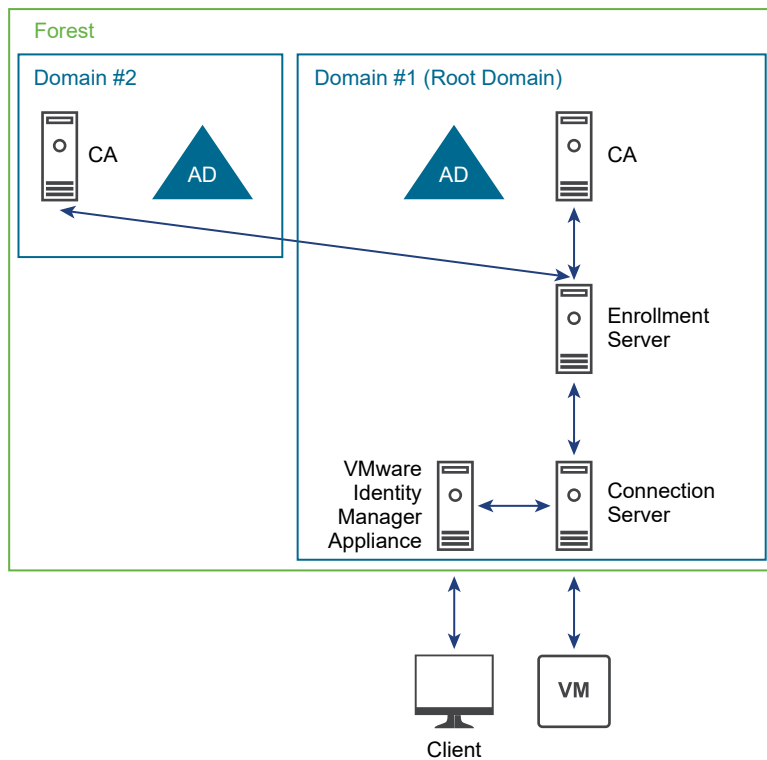 Forest
Domain #2
Domain #1 (Root Domain)
CA
AD
AD
CA
Enrollment
Server
VMware
Identity
Manager
Appliance
Connection
Server
VM
Client